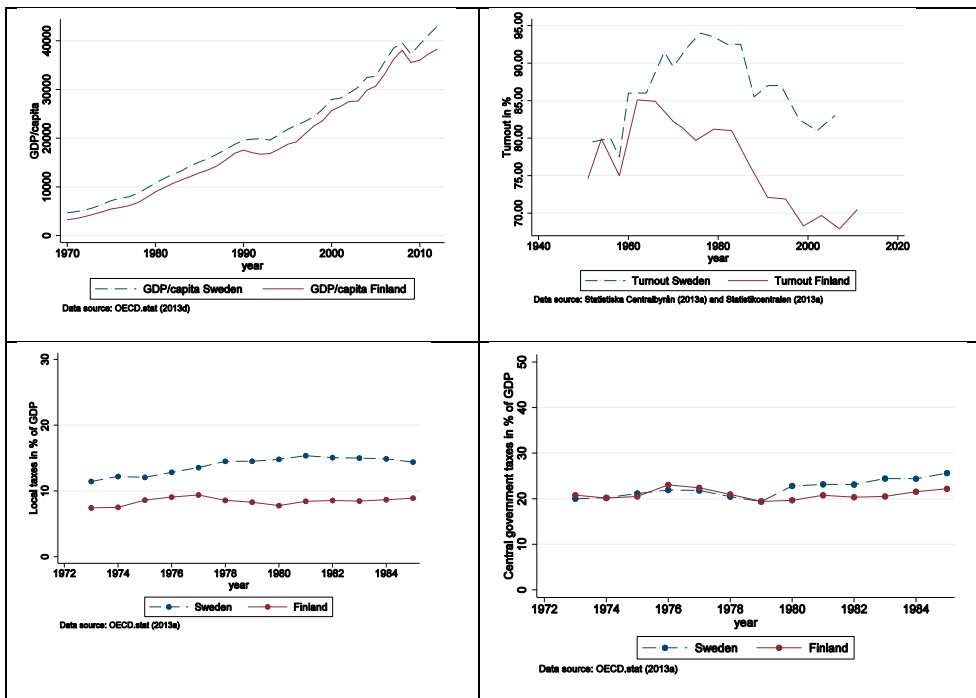 GDP/capita
40000
30000
20000
10000
0
1970 1980 1990 2000 2010
year
GDP/capita Sweden GDP/capita Finland
Data source: OECD.stat (2013d)
Turnout in %
95.00
90.00
85.00
80.00
75.00
70.00
1940 1960 1980 2000 2020
year
Turnout Sweden Turnout Finland
Data source: Statistiska Centralbyrån (2013a) and Statistikcentralen (2013a)
Local taxes in % of GDP
30
20
10
0
1972 1974 1976 1978 1980 1982 1984
year
Sweden Finland
Data source: OECD.stat (2013a)
Central government taxes in % of GDP
50
40
30
20
10
0
1972 1974 1976 1978 1980 1982 1984
year
Sweden Finland
Data source: OECD.stat (2013a)